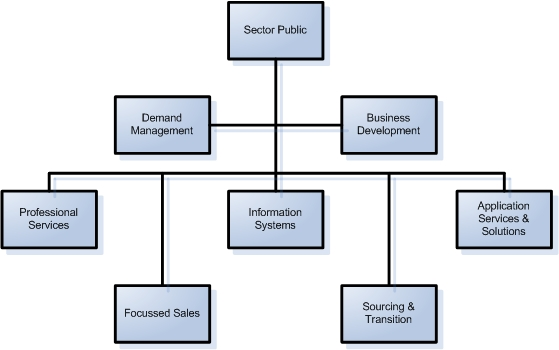 Sector Public
Demand
Management
Business
Development
Professional
Services
Information
Systems
Application
Services &
Solutions
Focussed Sales
Sourcing &
Transition